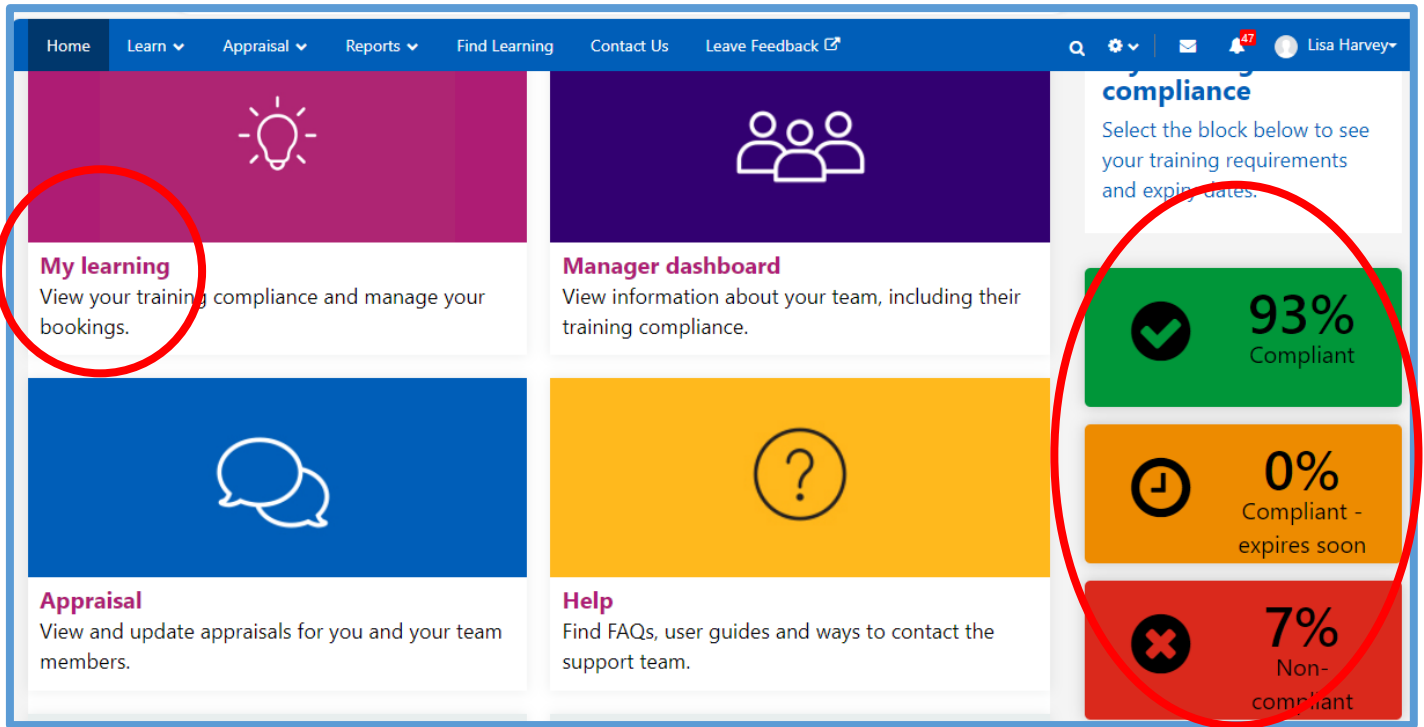 Home Learn Appraisal Reports Find Learning Contact Us Leave Feedback 47 Lisa Harvey
compliance
Select the block below to see
your training requirements
and expiry dates.
My learning
View your training compliance and manage your
bookings.
Manager dashboard
View information about your team, including their
training compliance.
93%
Compliant
0%
Compliant -
expires soon
Appraisal
View and update appraisals for you and your team
members.
Help
Find FAQs, user guides and ways to contact the
support team.
7%
Non-
compliant